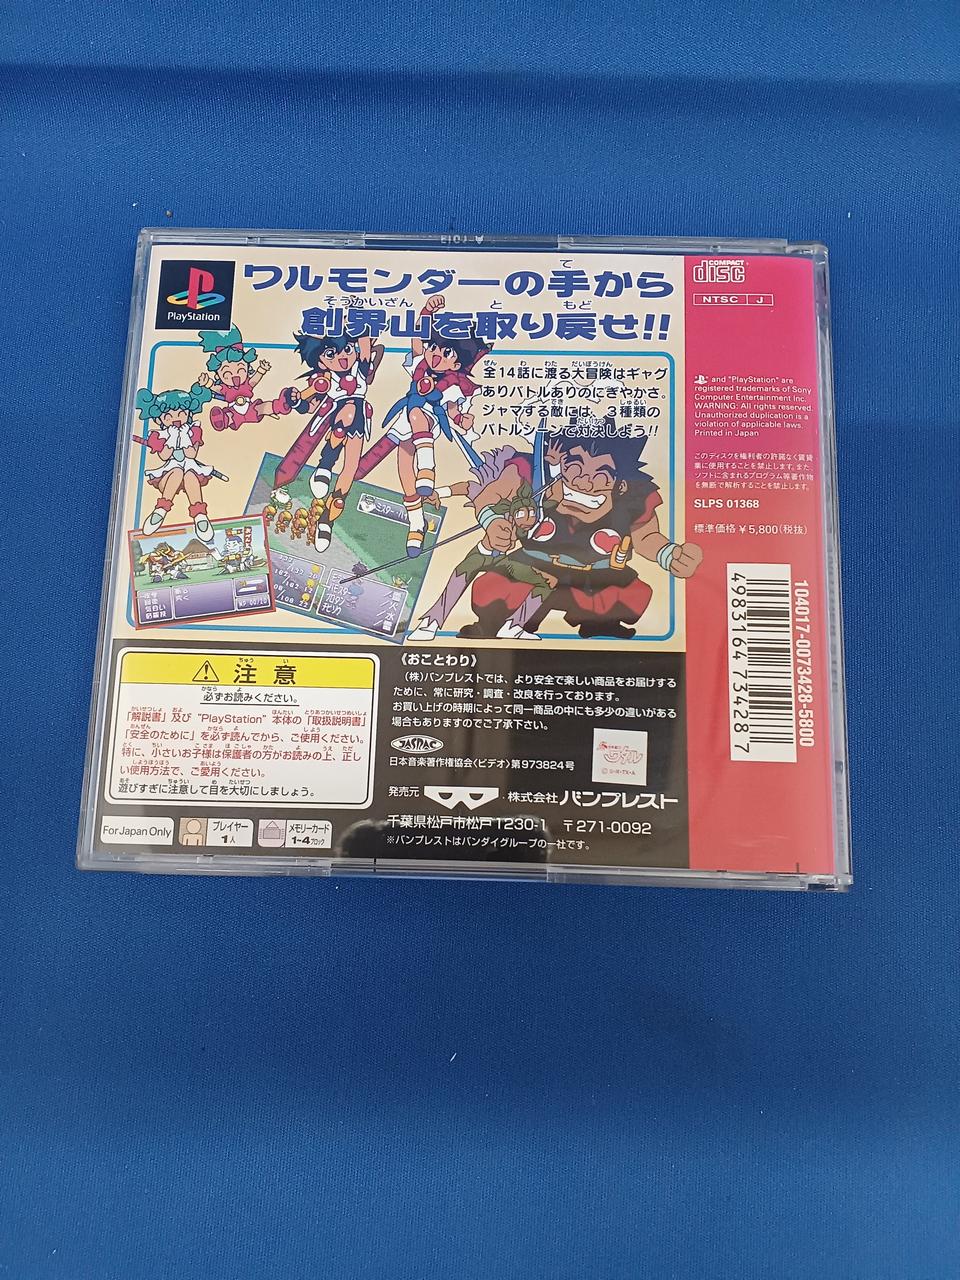 PlayStation
ワルモンダーの手から
創界山を取り戻せ!!
全14話に渡る大冒険はギャグ
ありバトルありのにぎやかさ。
ジャマする敵には、3種類の
バトルシーンで対決しよう!!
COMPACT
disc
NTSC J
and "PlayStation" are
registered trademarks of Sony
Computer Entertainment Inc.
WARNING: All rights reserved.
Unauthorized duplication is a
violation of applicable laws.
Printed in Japan
このディスクを権利者の許諾なく賃貸
業に使用することを禁止します。また
ソフトに含まれるプログラム等著作物
を無断で解析することを禁止します。
SLPS 01368
標準価格￥5,800(税抜)
104017-0073428-5800
4983164734287
注意
必ずお読みください。
「解説書」及び "PlayStation" 本体の「取扱説明書」
「安全のために」を必ず読んでから、ご使用ください。
特に、小さいお子様は保護者の方がお読みの上、正し
い使用方法で、ご愛用ください。
遊びすぎに注意して目を大切にしましょう。
For Japan Only
プレイヤー
1人
メモリーカード
1~4ブロック
《おことわり》
(株)バンプレストでは、より安全で楽しい商品をお届けする
ために、常に研究・調査・改良を行っております。
お買い上げの時期によって同一商品の中にも多少の違いがある
場合もありますのでご了承下さい。
JASRAC
日本音楽著作権協会(ビデオ)第973824号
発売元 株式会社バンプレスト
千葉県松戸市松戸1230-1 〒271-0092
※バンプレストはバンダイグループの一社です。